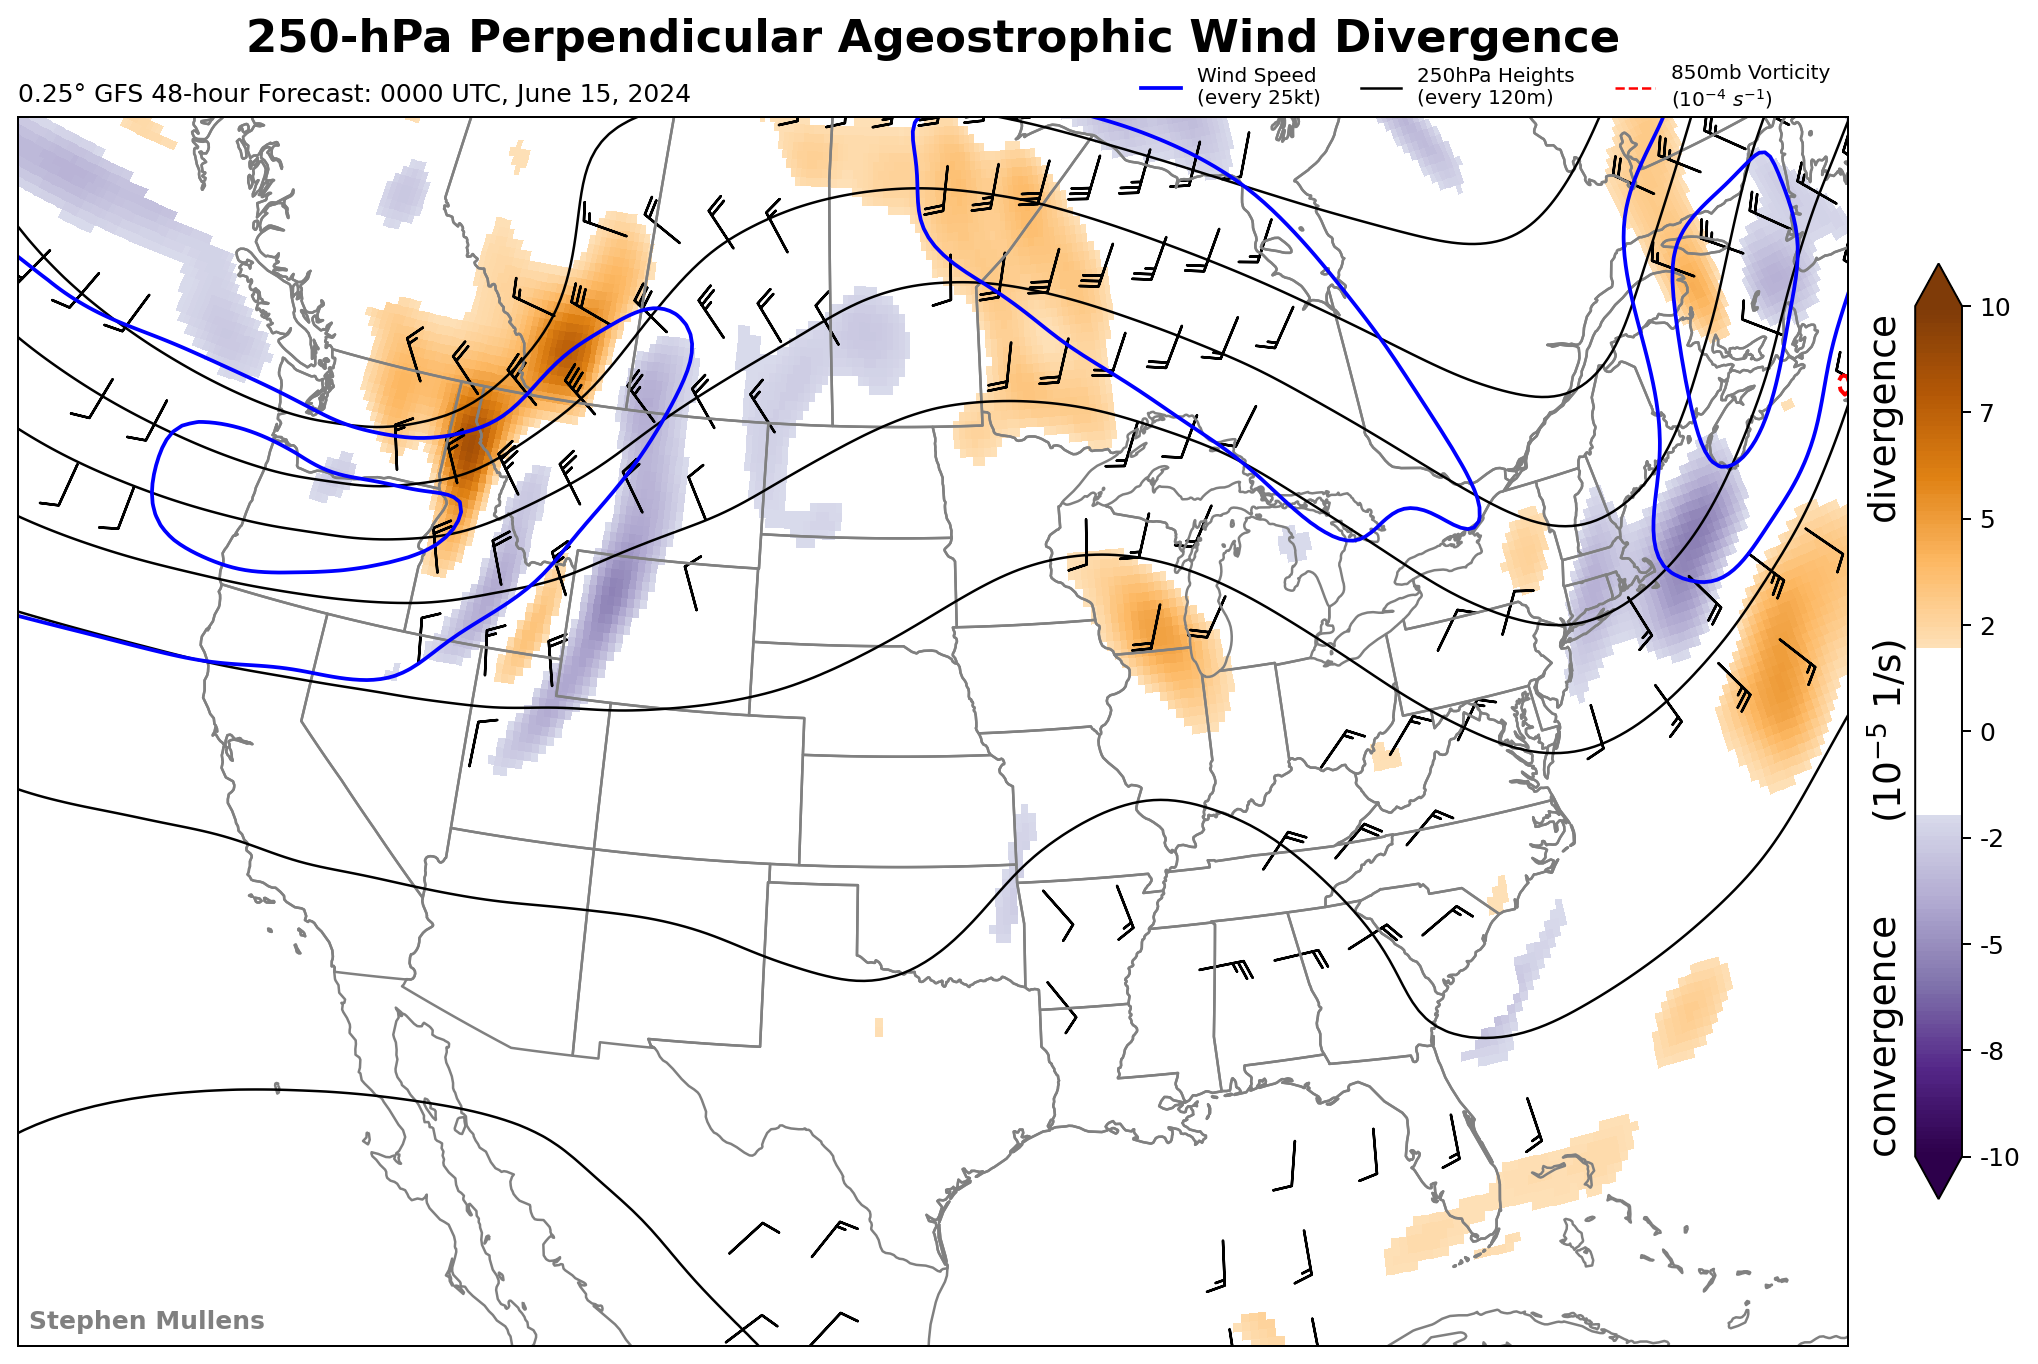 250-hPa Perpendicular Ageostrophic Wind Divergence
0.25° GFS 48-hour Forecast: 0000 UTC, June 15, 2024
Wind Speed
(every 25kt)
250hPa Heights
(every 120m)
850mb Vorticity
(10⁻⁴ s⁻¹)
10
7
5
2
0
-2
-5
-8
-10
convergence (10⁻⁵ 1/s) divergence
Stephen Mullens